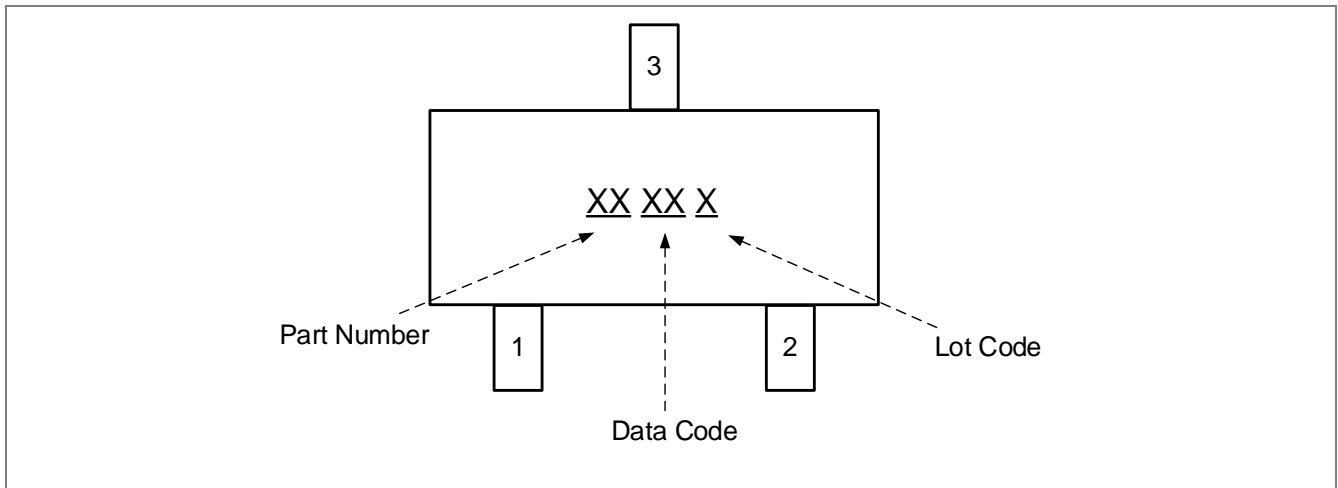 3
XX XX X
Part Number
1
2
Lot Code
Data Code